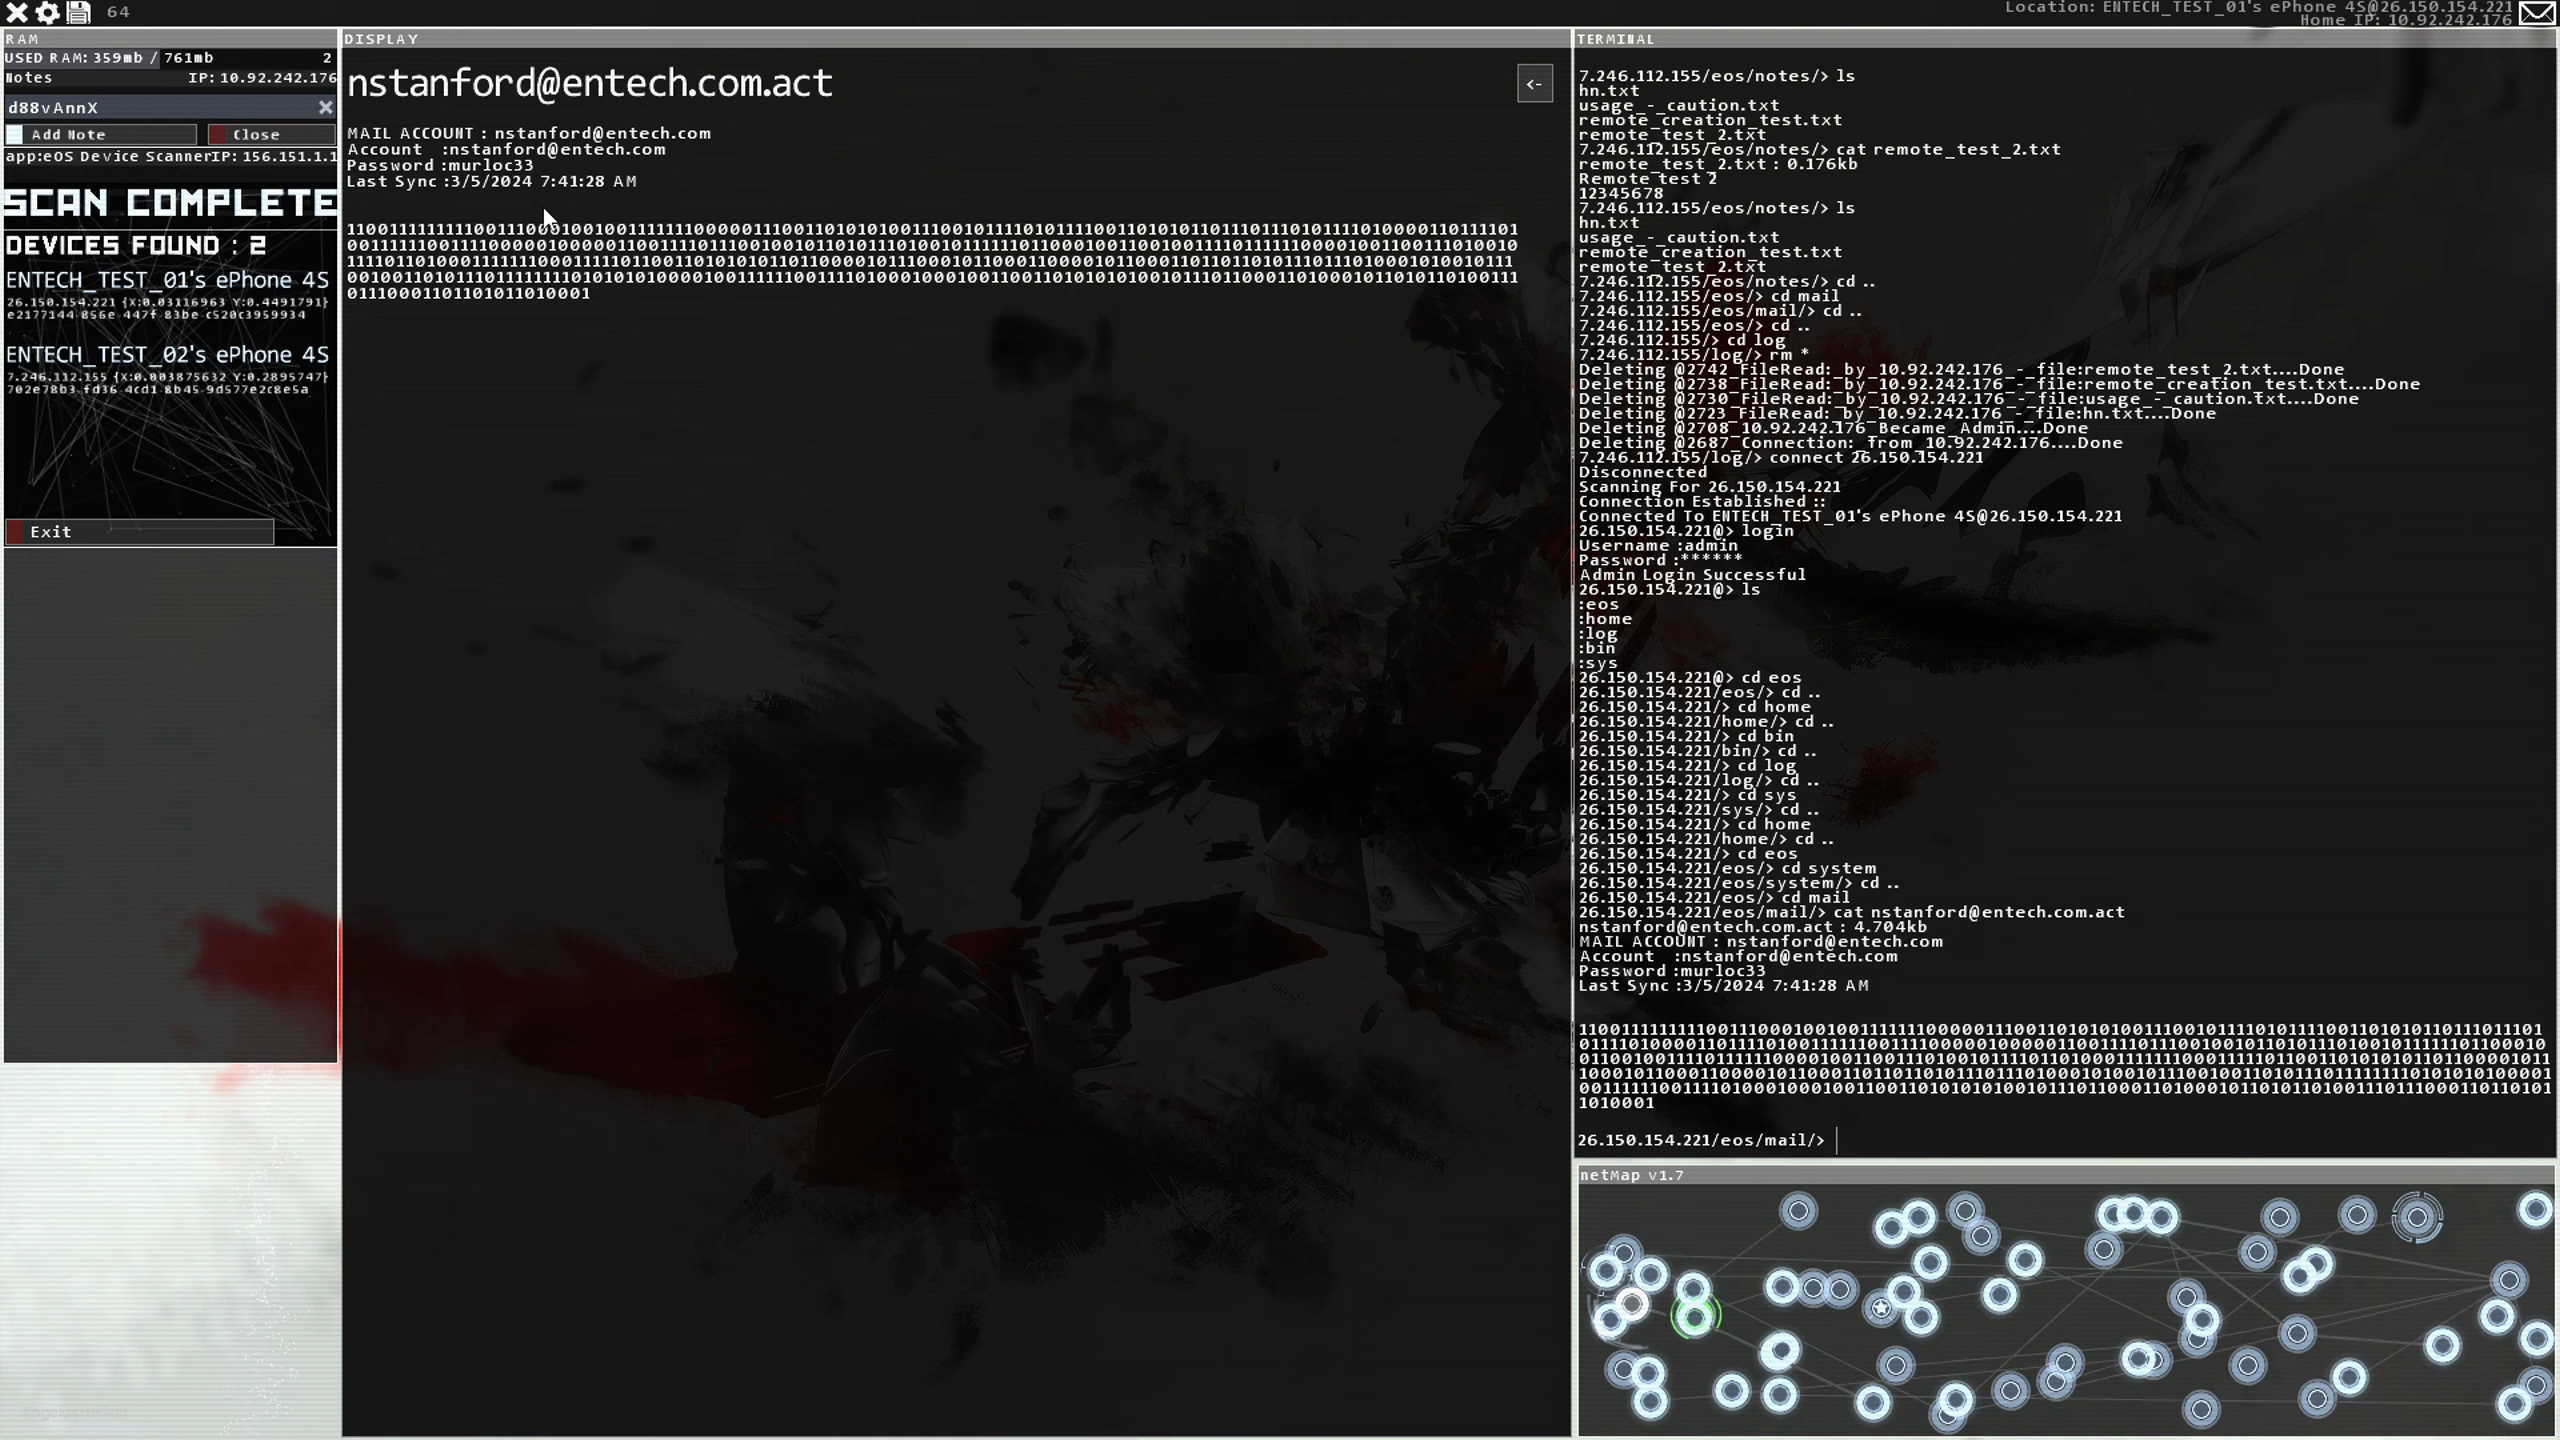 64
Location: ENTECH_TEST_01's ePhone 4S@26.150.154.221
Home IP: 10.92.242.176
RAM
USED RAM: 359mb / 761mb 2
Notes IP: 10.92.242.176
d88vAnnX
Add Note Close
app:eOS Device Scanner IP: 156.151.1.1
SCAN COMPLETE
DEVICES FOUND : 2
ENTECH_TEST_01's ePhone 4S
26.150.154.221 {X:0.03116963 Y:0.4491791}
e2177144-856e-447f-83be-c520c3959934
ENTECH_TEST_02's ePhone 4S
7.246.112.155 {X:0.003875632 Y:0.2895747}
702e78b3-fd36-4cd1-8b45-9d577e2c8e5a
Exit
DISPLAY
nstanford@entech.com.act
<-
MAIL ACCOUNT : nstanford@entech.com
Account :nstanford@entech.com
Password :murloc33
Last Sync :3/5/2024 7:41:28 AM
TERMINAL
7.246.112.155/eos/notes/> ls
hn.txt
usage_-_caution.txt
remote_creation_test.txt
remote_test_2.txt
7.246.112.155/eos/notes/> cat remote_test_2.txt
remote_test_2.txt : 0.176kb
Remote test 2
12345678
7.246.112.155/eos/notes/> ls
hn.txt
usage_-_caution.txt
remote_creation_test.txt
remote_test_2.txt
7.246.112.155/eos/notes/> cd ..
7.246.112.155/eos/> cd mail
7.246.112.155/eos/mail/> cd ..
7.246.112.155/eos/> cd ..
7.246.112.155/> cd log
7.246.112.155/log/> rm *
Deleting @2742_FileRead:_by_10.92.242.176_-_file:remote_test_2.txt....Done
Deleting @2738_FileRead:_by_10.92.242.176_-_file:remote_creation_test.txt....Done
Deleting @2730_FileRead:_by_10.92.242.176_-_file:usage_-_caution.txt....Done
Deleting @2723_FileRead:_by_10.92.242.176_-_file:hn.txt....Done
Deleting @2708_10.92.242.176_Became_Admin....Done
Deleting @2687_Connection:_from_10.92.242.176....Done
7.246.112.155/log/> connect 26.150.154.221
Disconnected
Scanning For 26.150.154.221
Connection Established ::
Connected To ENTECH_TEST_01's ePhone 4S@26.150.154.221
26.150.154.221@> login
Username :admin
Password :******
Admin Login Successful
26.150.154.221@> ls
:eos
:home
:log
:bin
:sys
26.150.154.221@> cd eos
26.150.154.221/eos/> cd ..
26.150.154.221/> cd home
26.150.154.221/home/> cd ..
26.150.154.221/> cd bin
26.150.154.221/bin/> cd ..
26.150.154.221/> cd log
26.150.154.221/log/> cd ..
26.150.154.221/> cd sys
26.150.154.221/sys/> cd ..
26.150.154.221/> cd home
26.150.154.221/home/> cd ..
26.150.154.221/> cd eos
26.150.154.221/eos/> cd system
26.150.154.221/eos/system/> cd ..
26.150.154.221/eos/> cd mail
26.150.154.221/eos/mail/> cat nstanford@entech.com.act
nstanford@entech.com.act : 4.704kb
MAIL ACCOUNT : nstanford@entech.com
Account :nstanford@entech.com
Password :murloc33
Last Sync :3/5/2024 7:41:28 AM
1010001
26.150.154.221/eos/mail/>
netMap v1.7